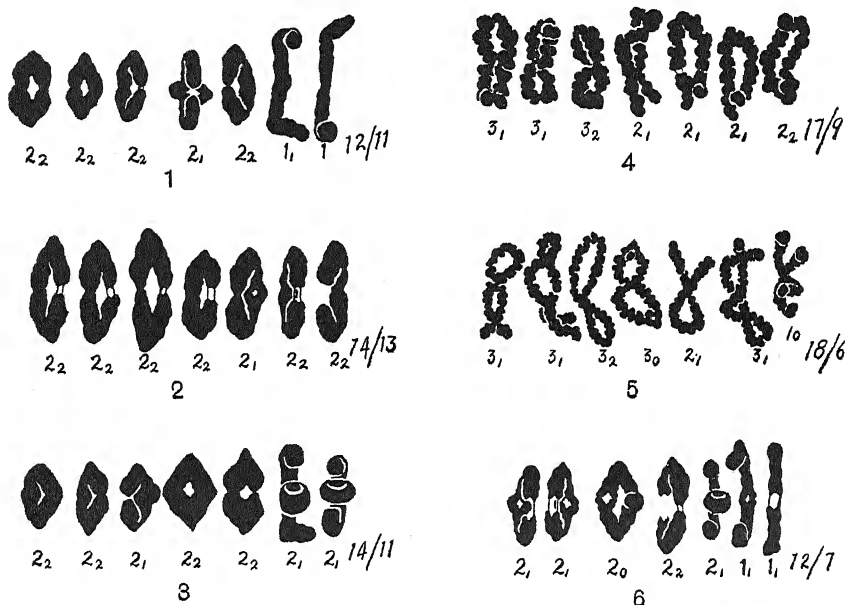 2₂ 2₂ 2₂ 2₁ 2₂ 1₁ 1 12/11
1
3₁ 3₁ 3₂ 2₁ 2₁ 2₁ 2₂ 17/9
4
2₂ 2₂ 2₂ 2₂ 2₁ 2₂ 2₂ 14/13
2
3₁ 3₁ 3₂ 3₀ 2₁ 3₁ 1₀ 18/6
5
2₂ 2₂ 2₁ 2₂ 2₂ 2₁ 2₁ 14/11
3
2₁ 2₁ 2₀ 2₂ 2₁ 1₁ 1₁ 12/7
6